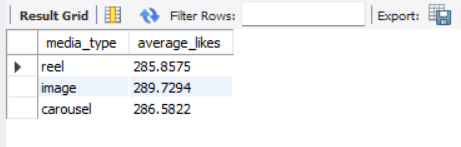 Result Grid Filter Rows: Export:
media_type average_likes
reel 285.8575
image 289.7294
carousel 286.5822